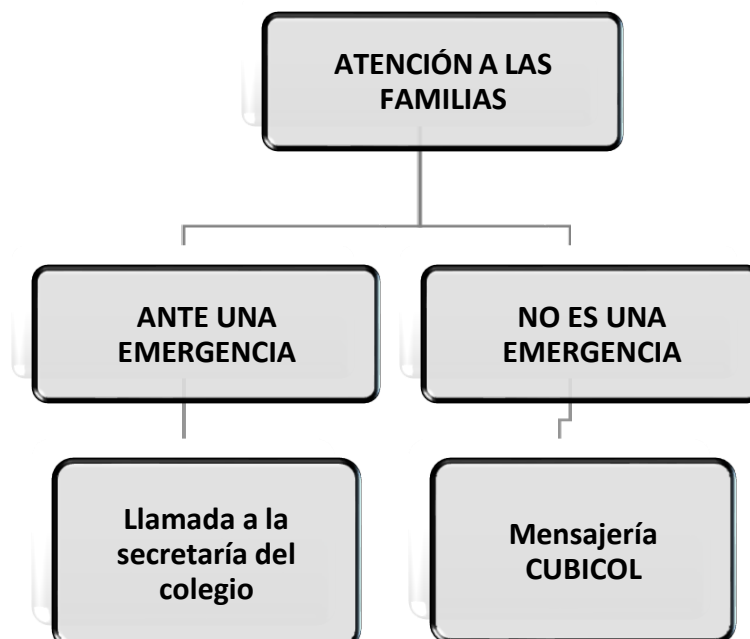 ATENCIÓN A LAS
FAMILIAS
ANTE UNA
EMERGENCIA
NO ES UNA
EMERGENCIA
Llamada a la
secretaría del
colegio
Mensajería
CUBICOL